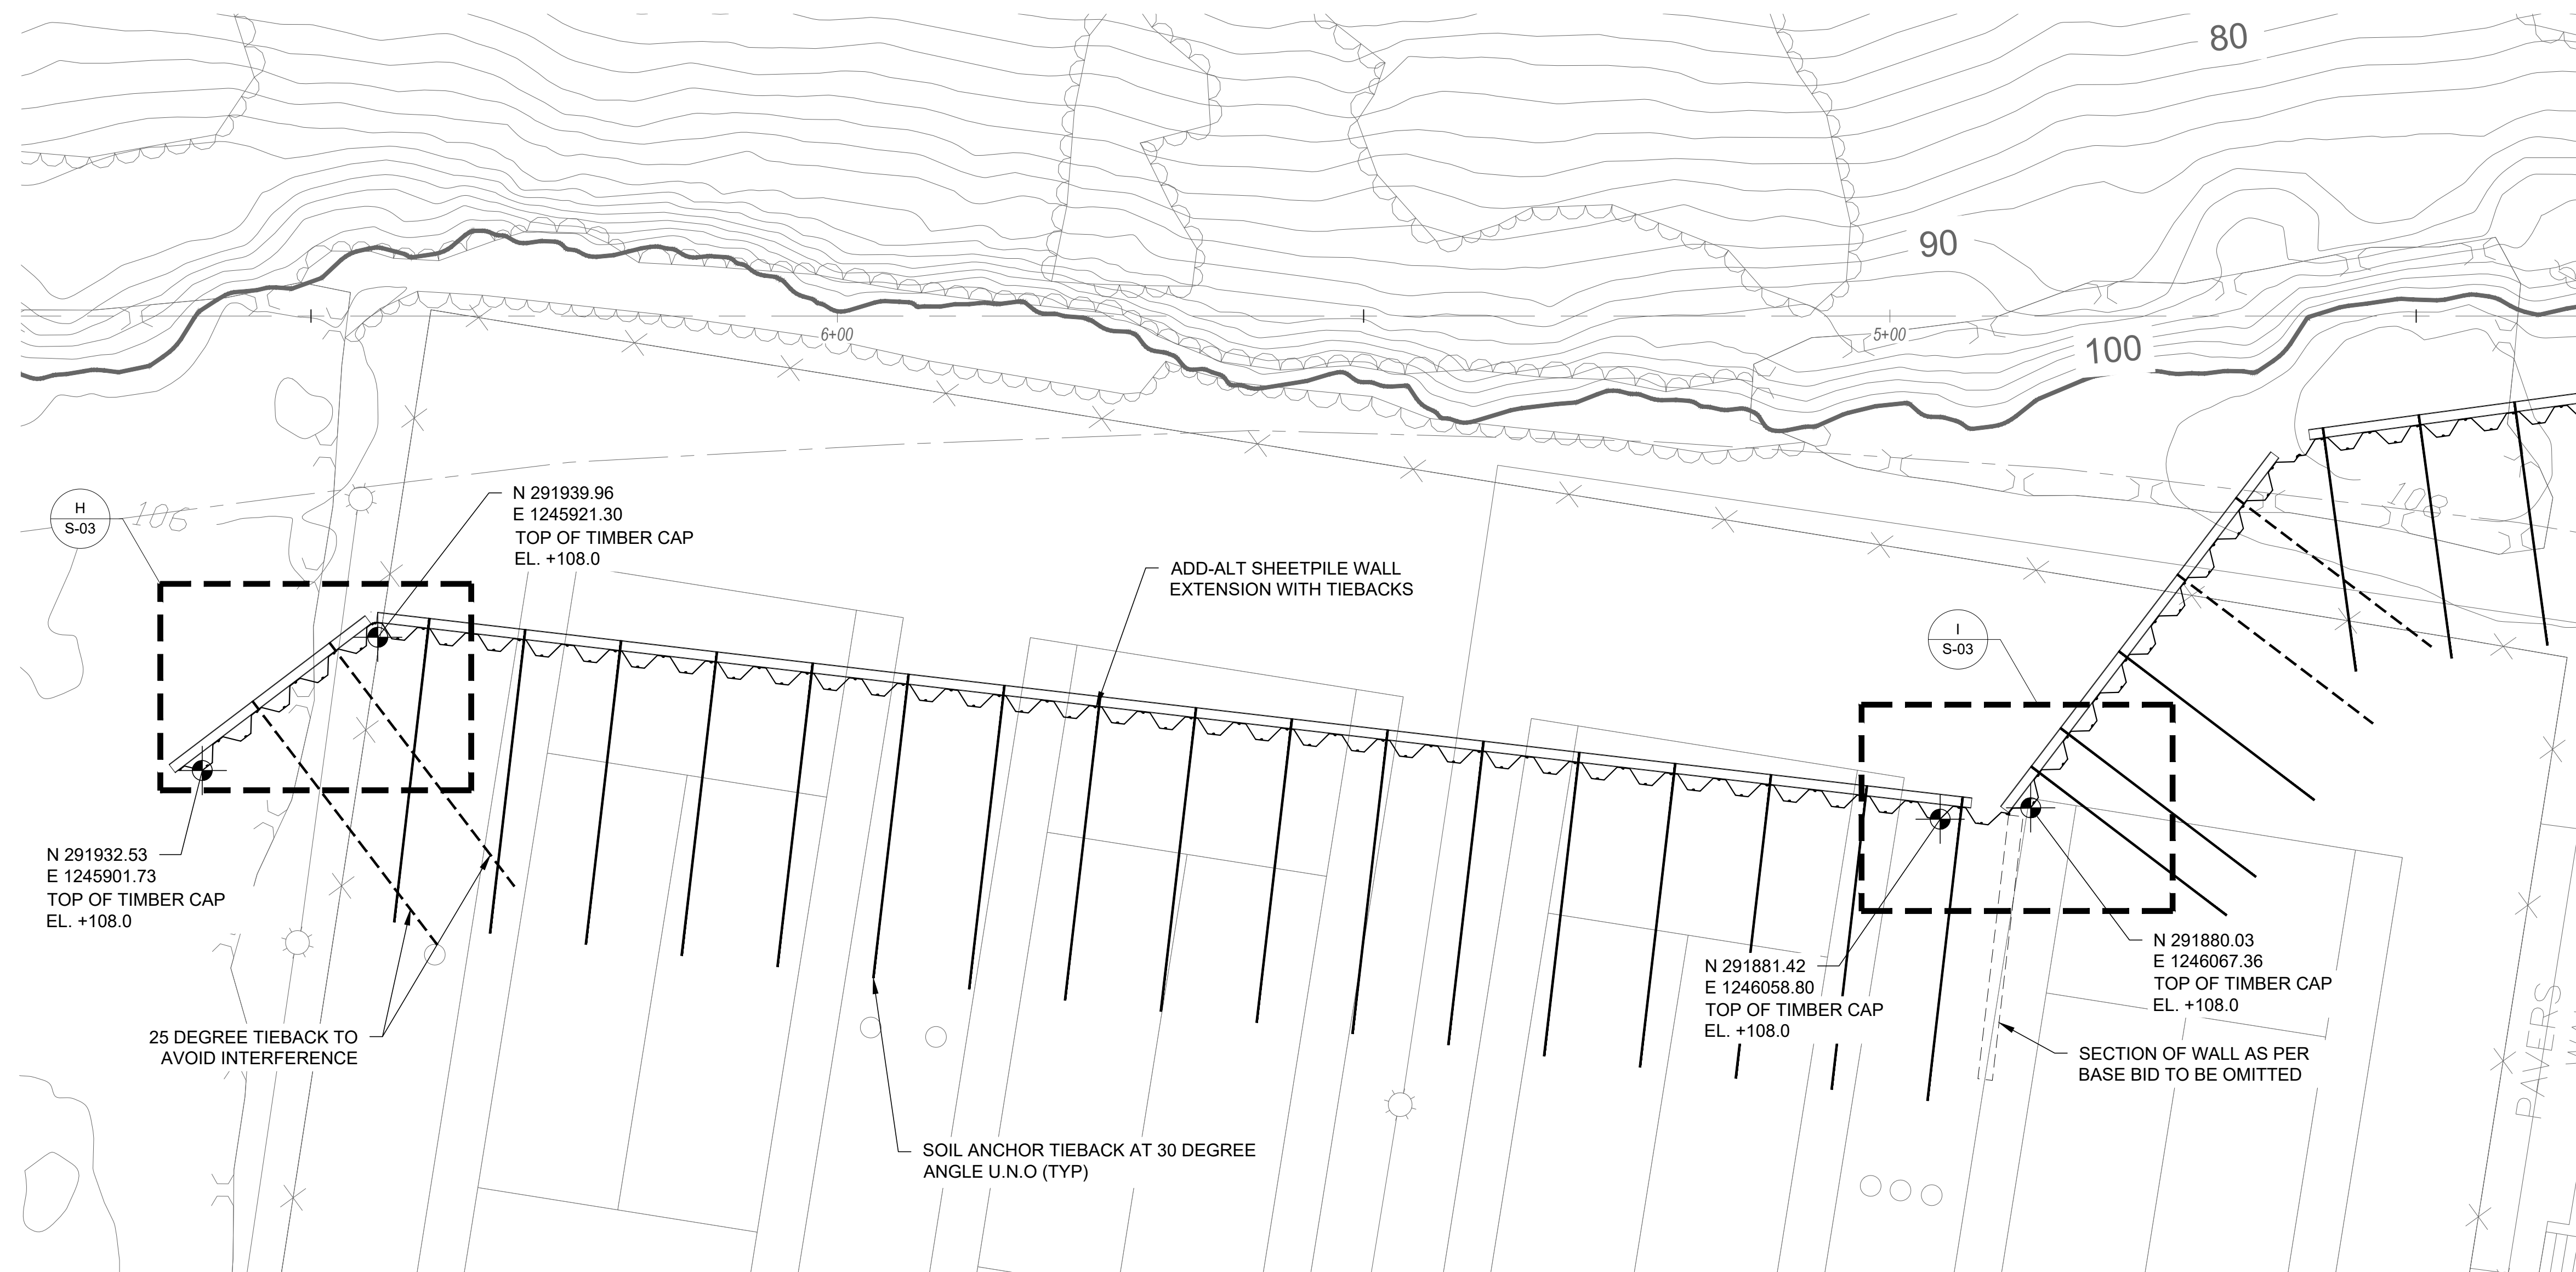 80
90
100
6+00
5+00
106
108
H
S-03
N 291939.96
E 1245921.30
TOP OF TIMBER CAP
EL. +108.0
ADD-ALT SHEETPILE WALL
EXTENSION WITH TIEBACKS
I
S-03
N 291932.53
E 1245901.73
TOP OF TIMBER CAP
EL. +108.0
25 DEGREE TIEBACK TO
AVOID INTERFERENCE
SOIL ANCHOR TIEBACK AT 30 DEGREE
ANGLE U.N.O (TYP)
N 291881.42
E 1246058.80
TOP OF TIMBER CAP
EL. +108.0
N 291880.03
E 1246067.36
TOP OF TIMBER CAP
EL. +108.0
SECTION OF WALL AS PER
BASE BID TO BE OMITTED
PAVERS